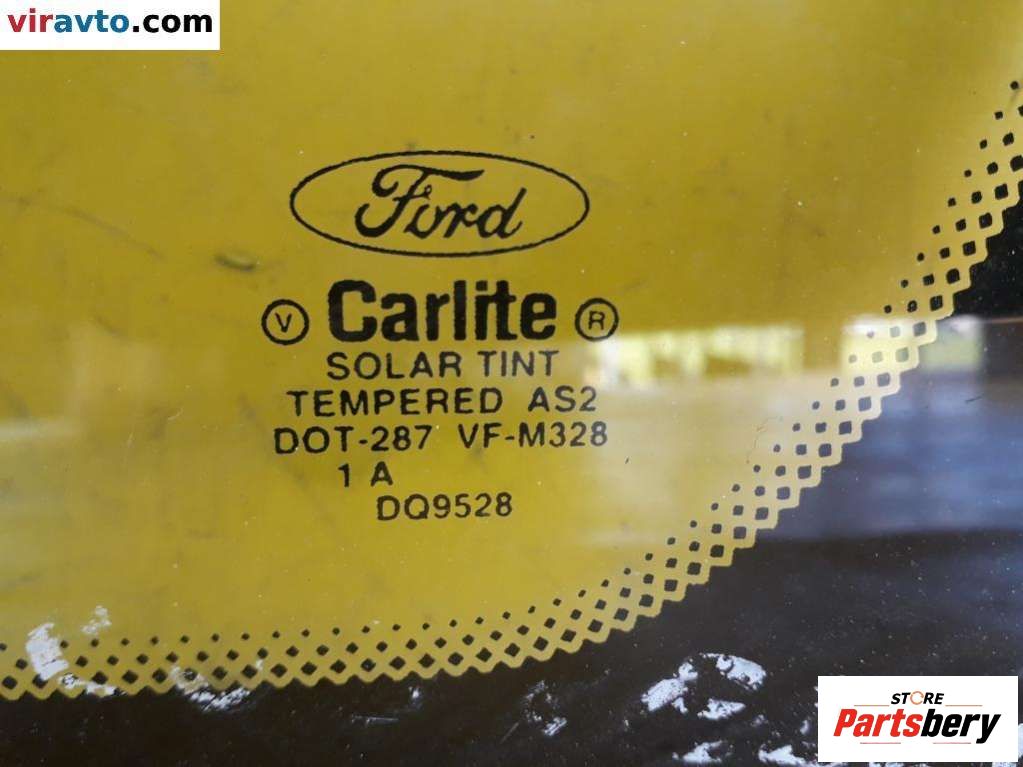 viravto.com
Ford
V Carlite R
SOLAR TINT
TEMPERED AS2
DOT-287 VF-M328
1 A
DQ9528
STORE
Partsbery